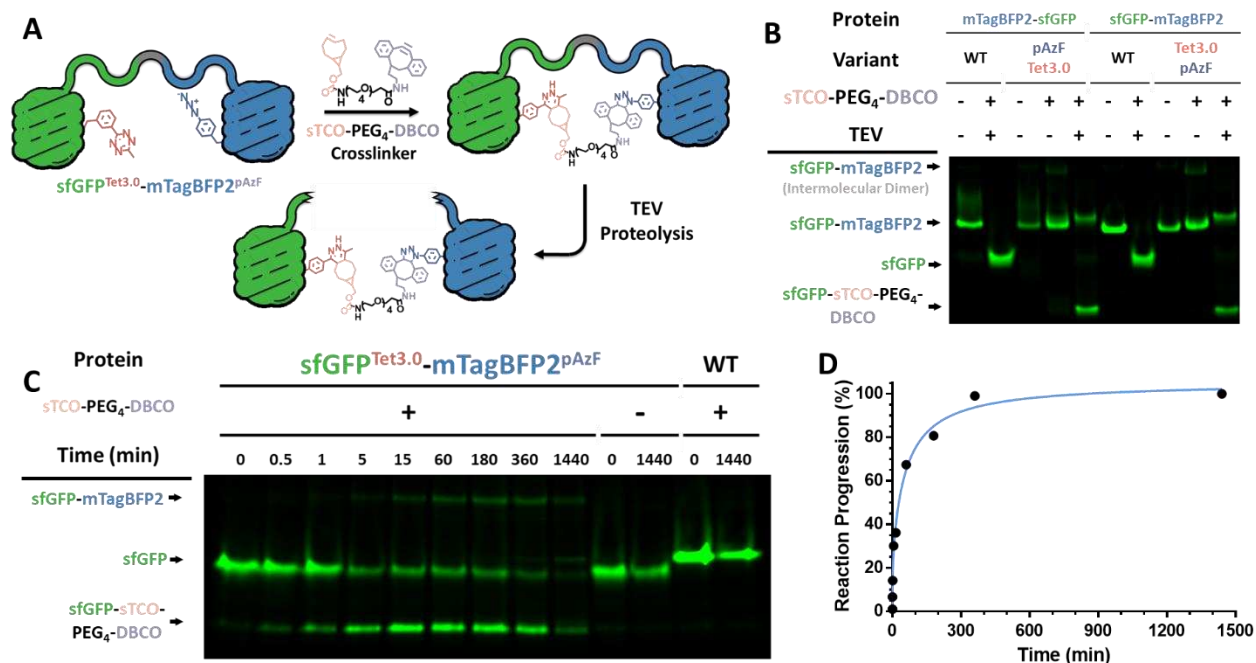 A
sTCO-PEG4-DBCO
Crosslinker
sfGFPTet3.0-mTagBFP2pAzF
TEV
Proteolysis
B
Protein
mTagBFP2-sfGFP
sfGFP-mTagBFP2
Variant
WT
pAzF
Tet3.0
WT
Tet3.0
pAzF
sTCO-PEG4-DBCO
- + - + + - + - + +
TEV
- + - - + - + - - +
sfGFP-mTagBFP2
(Intermolecular Dimer)
sfGFP-mTagBFP2
sfGFP
sfGFP-sTCO-PEG4-
DBCO
C
Protein
sfGFPTet3.0-mTagBFP2pAzF
WT
sTCO-PEG4-DBCO
+ - +
Time (min)
0 0.5 1 5 15 60 180 360 1440 0 1440 0 1440
sfGFP-mTagBFP2
sfGFP
sfGFP-sTCO-
PEG4-DBCO
D
Reaction Progression (%)
100
80
60
40
20
0
0 300 600 900 1200 1500
Time (min)